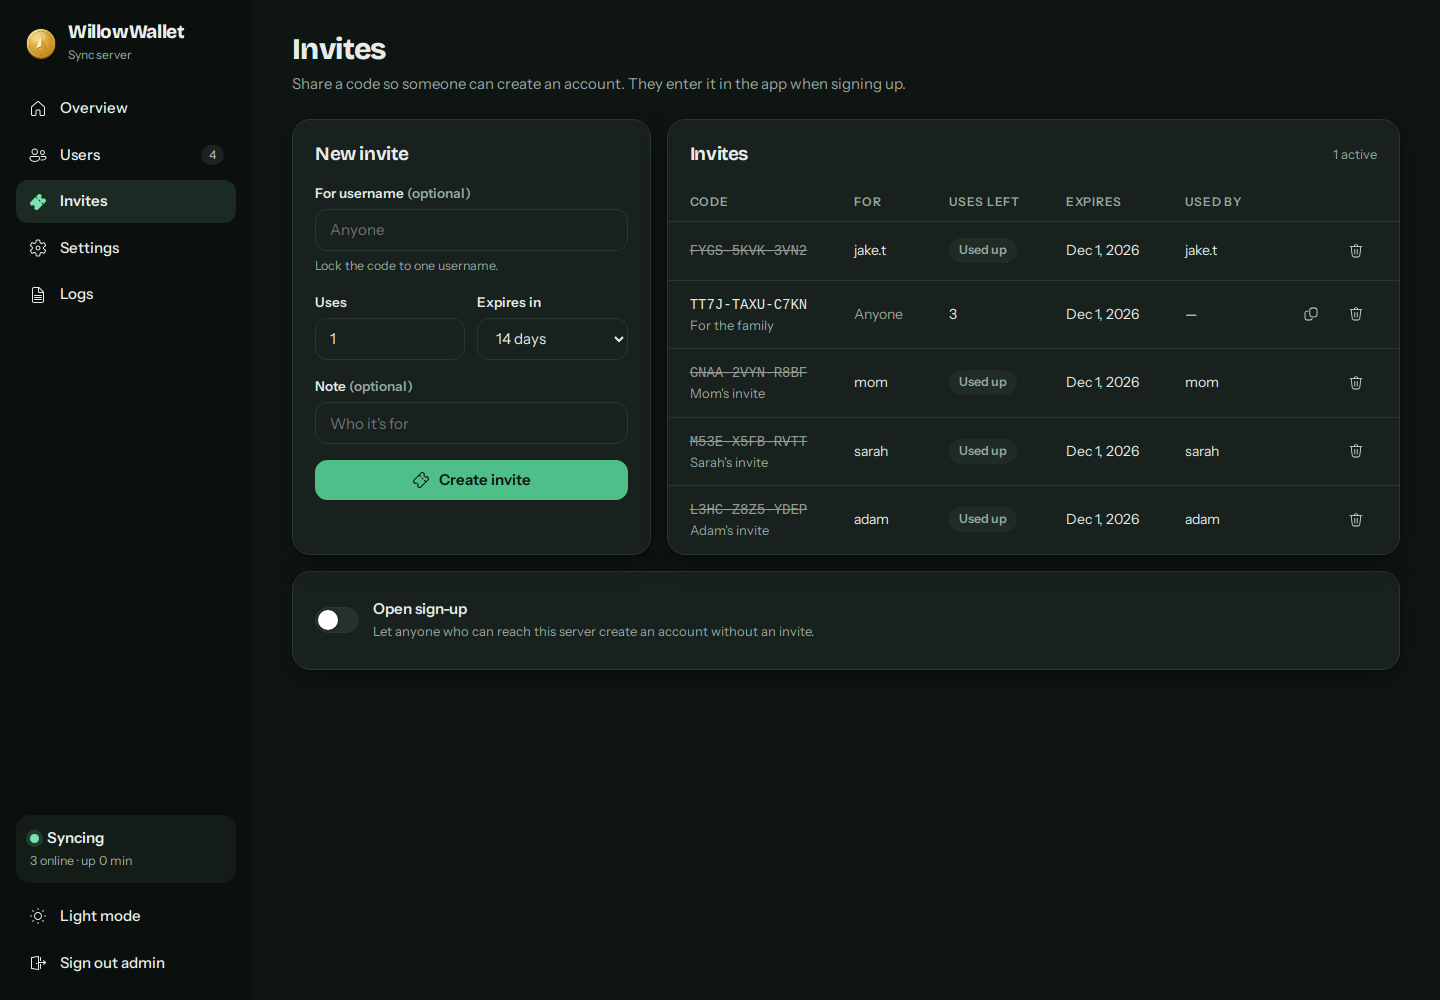 WillowWallet
Sync server
Overview
Users 4
Invites
Settings
Logs
Syncing
3 online · up 0 min
Light mode
Sign out admin
Invites
Share a code so someone can create an account. They enter it in the app when signing up.
New invite
For username (optional)
Anyone
Lock the code to one username.
Uses Expires in
1 14 days
Note (optional)
Who it's for
Create invite
Invites 1 active
CODE FOR USES LEFT EXPIRES USED BY
FYGS-5KVK-3VN2 jake.t Used up Dec 1, 2026 jake.t
TT7J-TAXU-C7KN Anyone 3 Dec 1, 2026 —
For the family
GNAA-2VYN-R8BF mom Used up Dec 1, 2026 mom
Mom's invite
M53E-X5FB-RVTT sarah Used up Dec 1, 2026 sarah
Sarah's invite
L3HC-Z8Z5-YDEP adam Used up Dec 1, 2026 adam
Adam's invite
Open sign-up
Let anyone who can reach this server create an account without an invite.